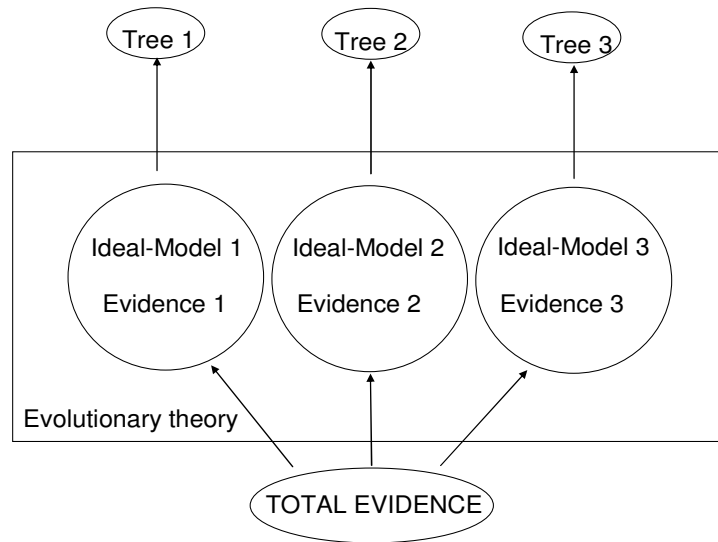 Tree 1
Tree 2
Tree 3
Ideal-Model 1
Evidence 1
Ideal-Model 2
Evidence 2
Ideal-Model 3
Evidence 3
Evolutionary theory
TOTAL EVIDENCE